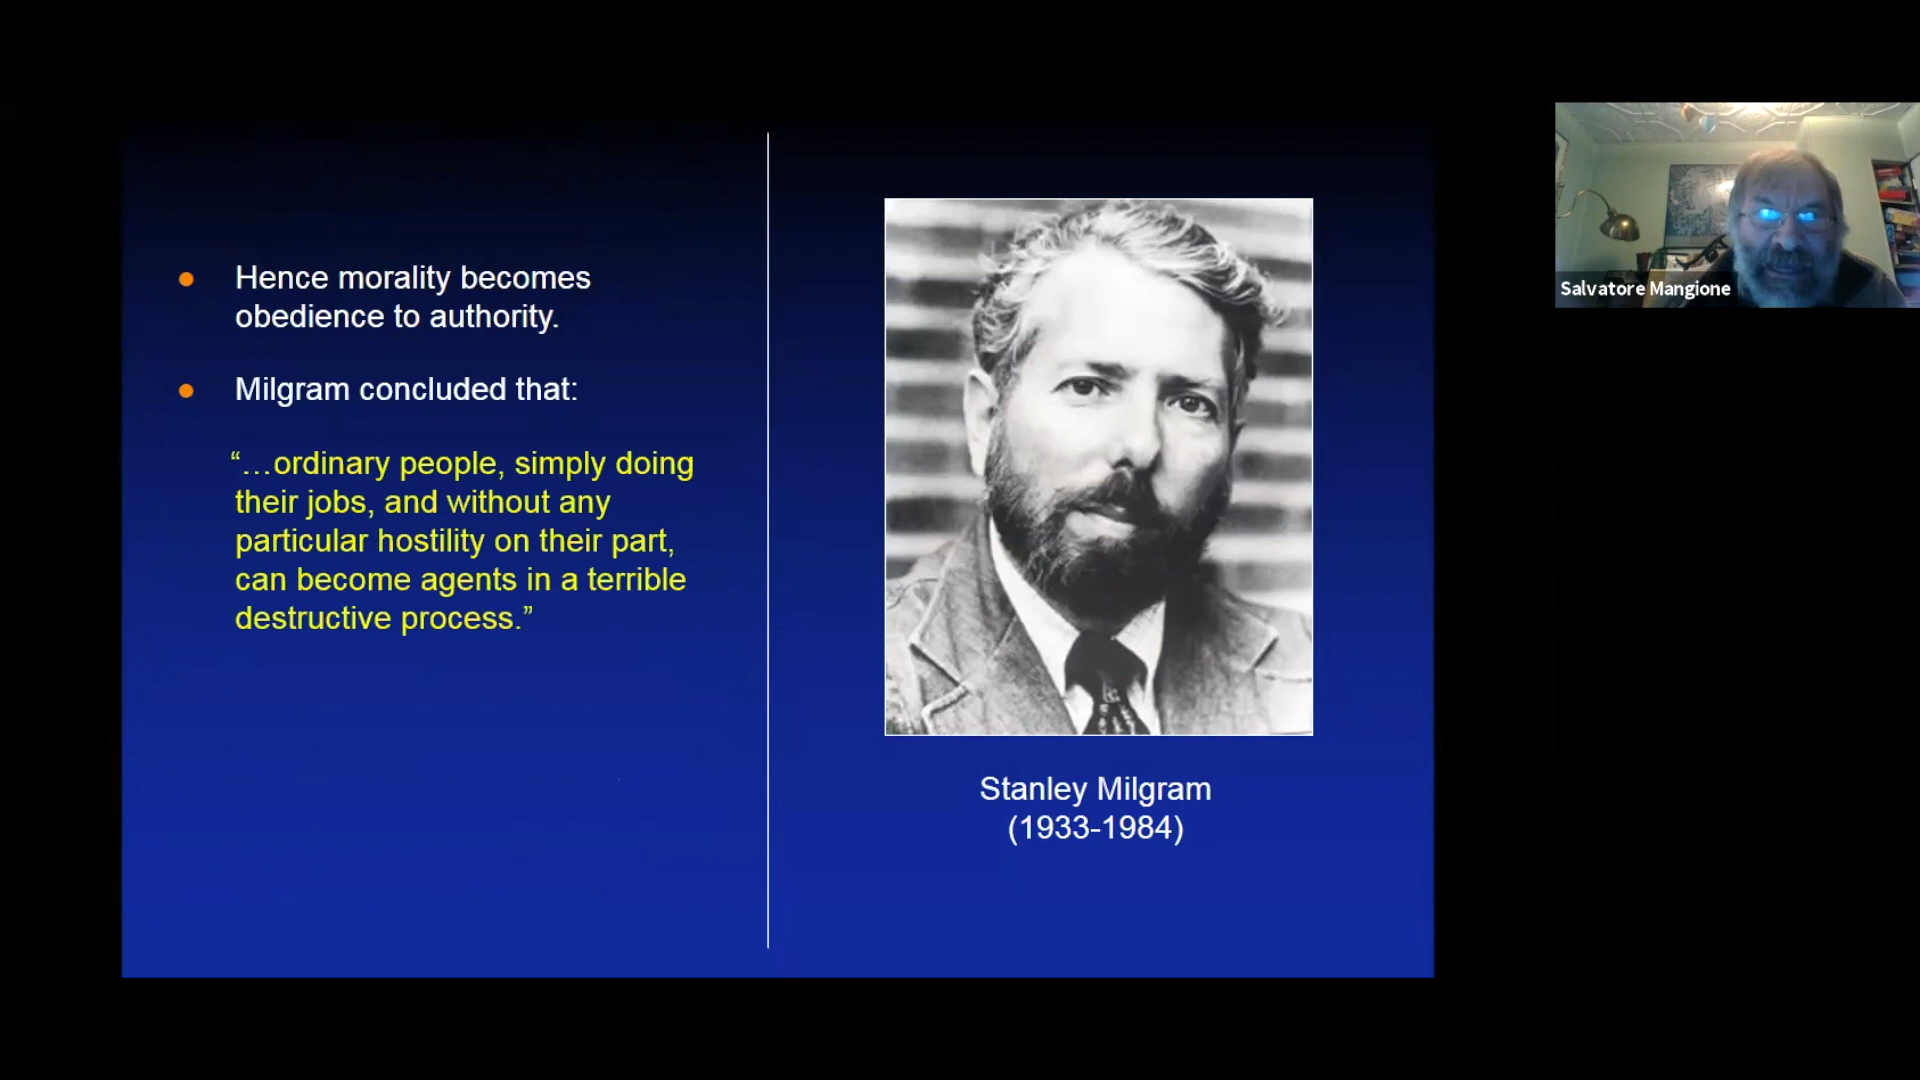 Hence morality becomes
obedience to authority.
Milgram concluded that:
“…ordinary people, simply doing
their jobs, and without any
particular hostility on their part,
can become agents in a terrible
destructive process.”
Stanley Milgram
(1933-1984)
Salvatore Mangione